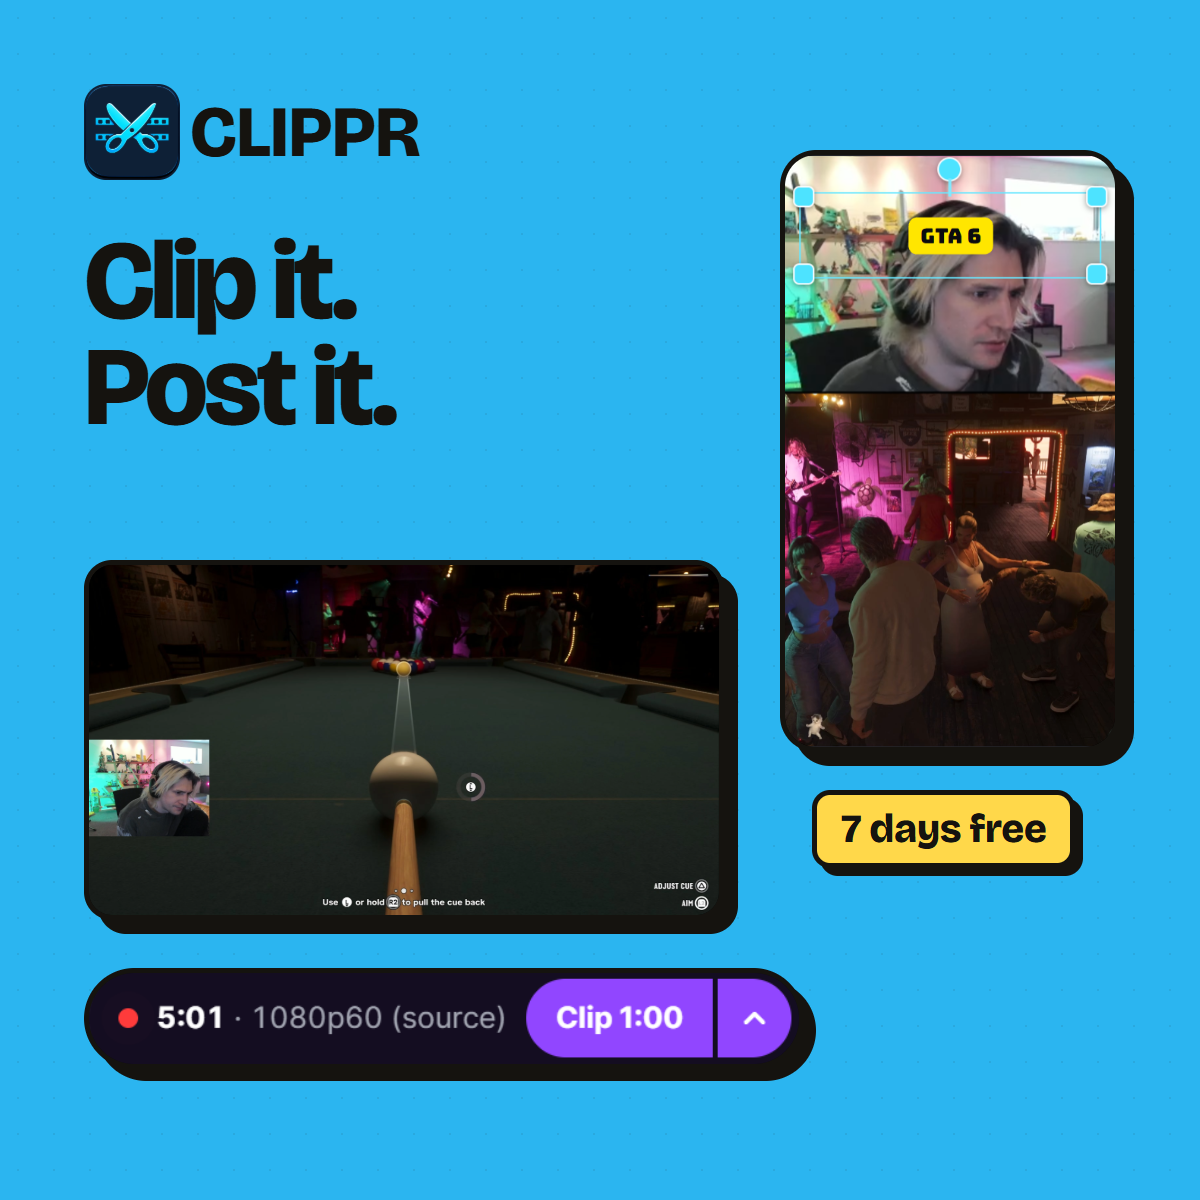 CLIPPR
Clip it.
Post it.
GTA 6
ADJUST CUE
AIM
Use L or hold R2 to pull the cue back
7 days free
5:01 · 1080p60 (source)
Clip 1:00